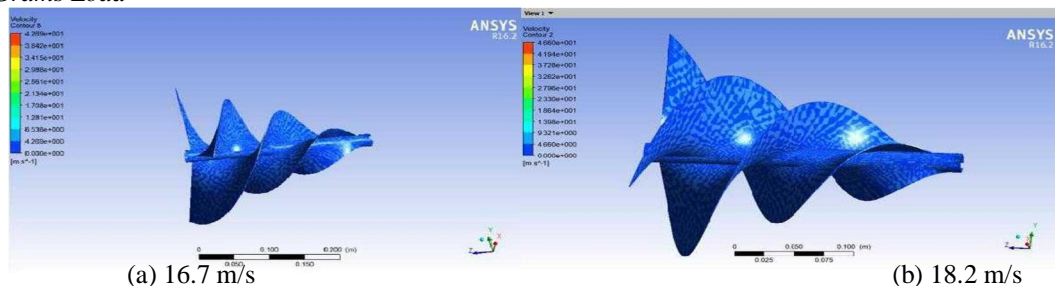 Grams Load
Velocity
Contour 5
4.269e+001
3.842e+001
3.415e+001
2.988e+001
2.561e+001
2.134e+001
1.708e+001
1.281e+001
8.538e+000
4.269e+000
0.000e+000
[m s^-1]
ANSYS
R16.2
0 0.100 0.200 (m)
0.050 0.150
Z Y X
(a) 16.7 m/s
View 1
Velocity
Contour 2
4.660e+001
4.194e+001
3.728e+001
3.262e+001
2.796e+001
2.330e+001
1.864e+001
1.398e+001
9.321e+000
4.660e+000
0.000e+000
[m s^-1]
ANSYS
R16.2
0 0.050 0.100 (m)
0.025 0.075
Z Y X
(b) 18.2 m/s